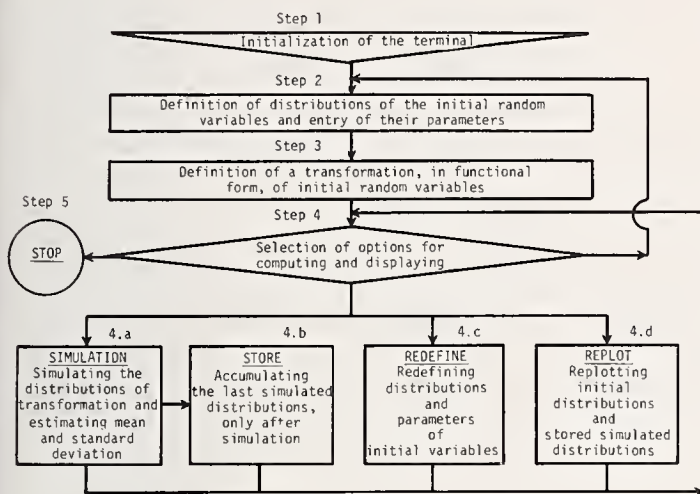 Step 1
Initialization of the terminal
Step 2
Definition of distributions of the initial random
variables and entry of their parameters
Step 3
Definition of a transformation, in functional
form, of initial random variables
Step 5
Step 4
STOP
Selection of options for
computing and displaying
4.a
SIMULATION
Simulating the
distributions of
transformation and
estimating mean
and standard
deviation
4.b
STORE
Accumulating
the last simulated
distributions,
only after
simulation
4.c
REDEFINE
Redefining
distributions
and
parameters
of
initial variables
4.d
REPLOT
Replotting
initial
distributions
and
stored simulated
distributions